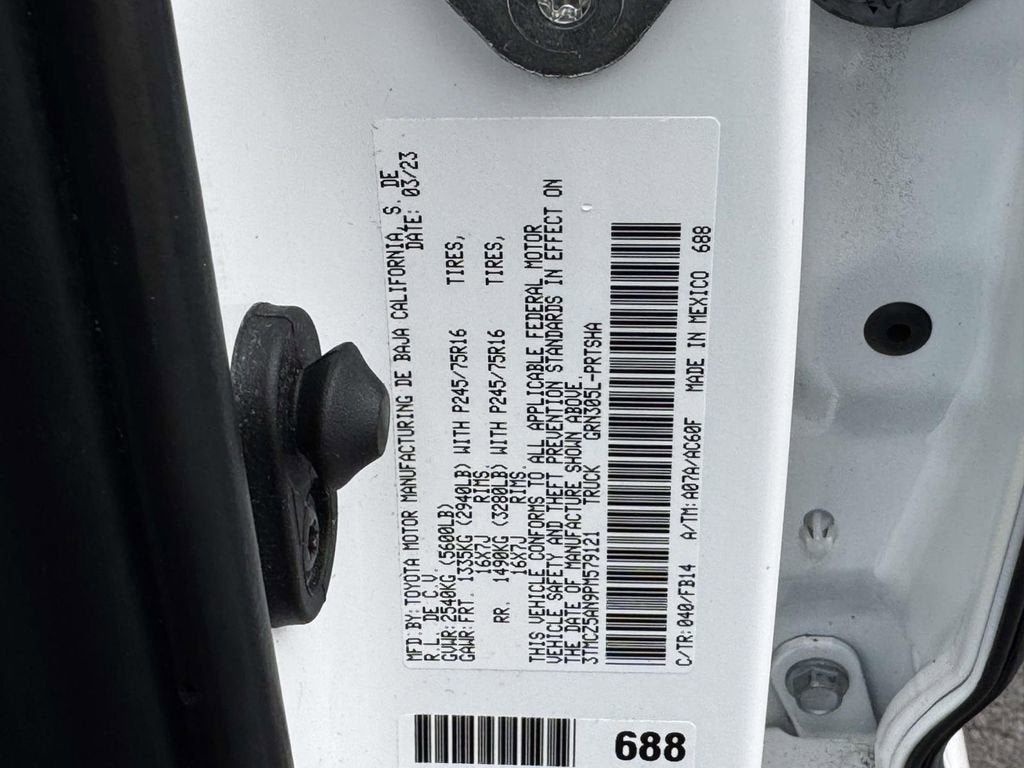 MFD.BY:TOYOTA MOTOR MANUFACTURING DE BAJA CALIFORNIA, S. DE
R.L. DE C.V. DATE: 03/23
GVWR:2540KG (5600LB)
GAWR:FRT. 1335KG (2940LB) WITH P245/75R16 TIRES,
16X7J RIMS.
RR. 1490KG (3280LB) WITH P245/75R16 TIRES,
16X7J RIMS.
THIS VEHICLE CONFORMS TO ALL APPLICABLE FEDERAL MOTOR
VEHICLE SAFETY AND THEFT PREVENTION STANDARDS IN EFFECT ON
THE DATE OF MANUFACTURE SHOWN ABOVE.
3TMCZ5AN9PM579121 TRUCK GRN305L-PRTSHA
C/TR:040/FB14 A/TM:A07A/AC60F MADE IN MEXICO 688
688